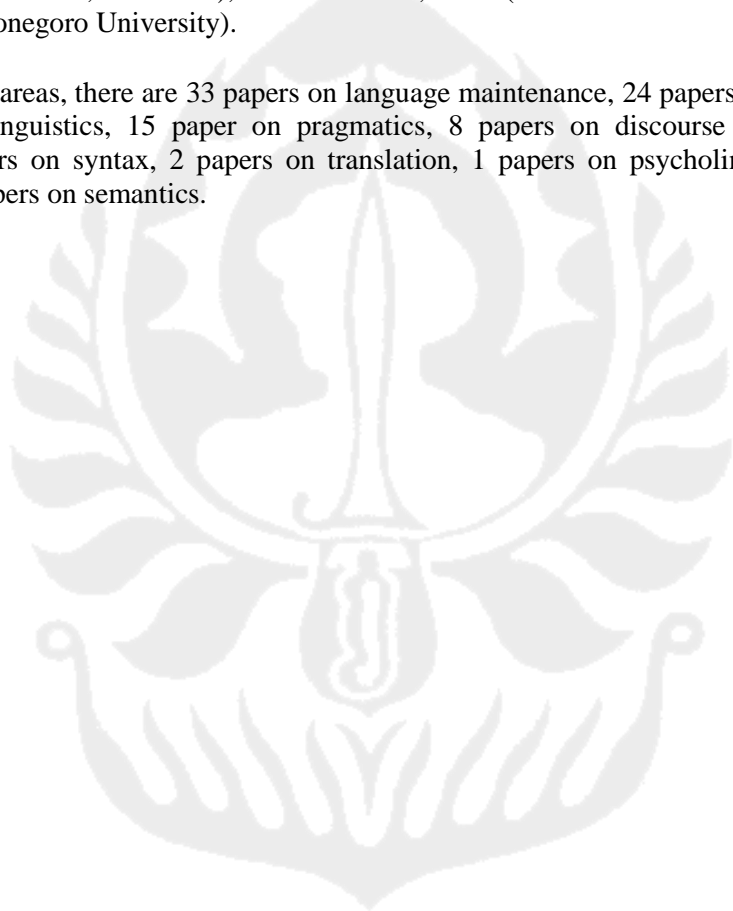 onegoro University).
areas, there are 33 papers on language maintenance, 24 papers
nguistics, 15 paper on pragmatics, 8 papers on discourse
rs on syntax, 2 papers on translation, 1 papers on psycholin
pers on semantics.